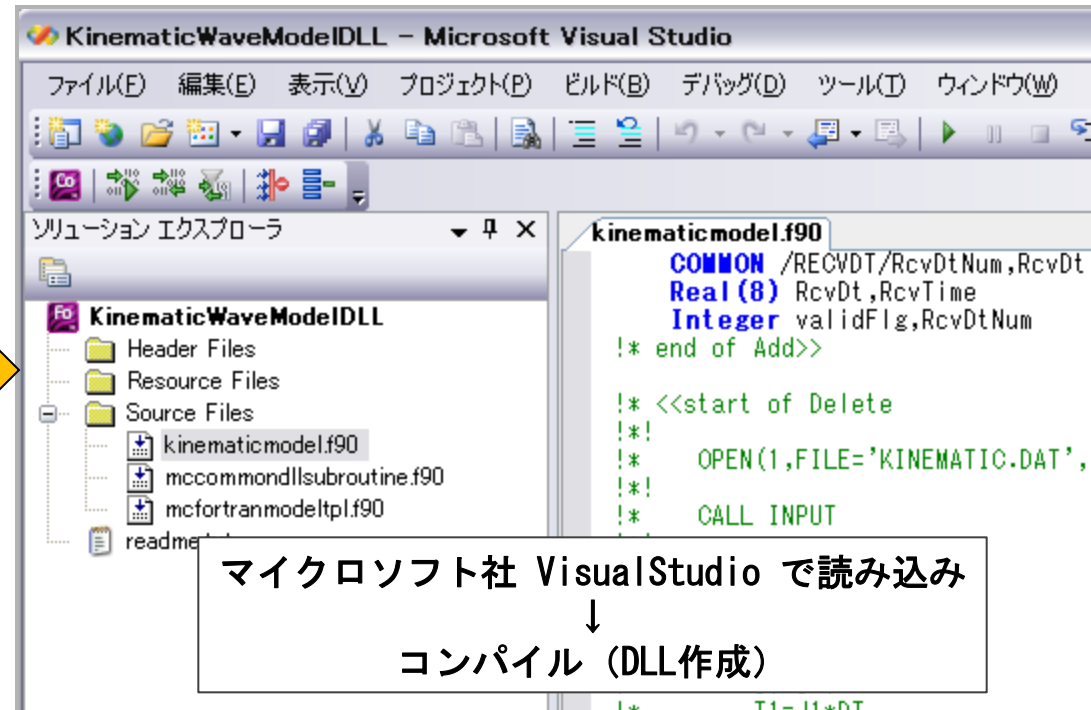 KinematicWaveModelDLL - Microsoft Visual Studio
ファイル(F) 編集(E) 表示(V) プロジェクト(P) ビルド(B) デバッグ(D) ツール(T) ウィンドウ(W)
ソリューション エクスプローラ
KinematicWaveModelDLL
Header Files
Resource Files
Source Files
kinematicmodel.f90
mccommondllsubroutine.f90
mcfortranmodeltpl.f90
kinematicmodel.f90
COMMON /RECVDT/RcvDtNum,RcvDt
Real(8) RcvDt,RcvTime
Integer validFlg,RcvDtNum
!* end of Add>>
!* <<start of Delete
!*!
!* OPEN(1,FILE='KINEMATIC.DAT',
!*!
!* CALL INPUT
マイクロソフト社 VisualStudio で読み込み
↓
コンパイル (DLL作成)